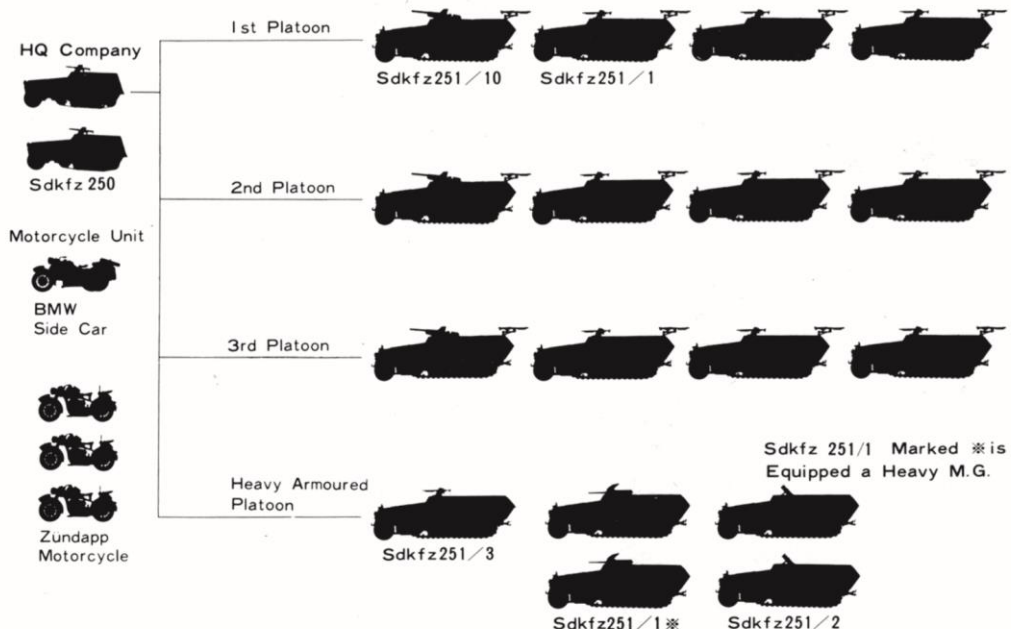 HQ Company
Sdkfz 250
Motorcycle Unit
BMW
Side Car
Zündapp
Motorcycle
1st Platoon
Sdkfz251/10
Sdkfz251/1
2nd Platoon
3rd Platoon
Heavy Armoured
Platoon
Sdkfz251/3
Sdkfz 251/1 Marked ※ is
Equipped a Heavy M.G.
Sdkfz251/1※
Sdkfz251/2